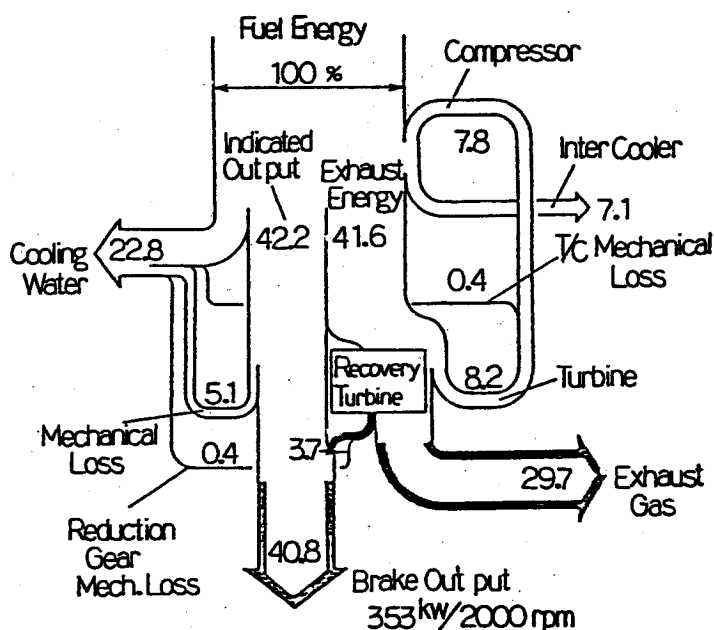 Fuel Energy
100 %
Compressor
7.8
Indicated
Out put
Exhaust
Energy
Inter Cooler
7.1
22.8
42.2
41.6
Cooling
Water
T/C Mechanical
Loss
0.4
Recovery
Turbine
8.2
Turbine
5.1
Mechanical
Loss
0.4
3.7
29.7
Exhaust
Gas
Reduction
Gear
Mech. Loss
40.8
Brake Out put
353 kw/2000 rpm